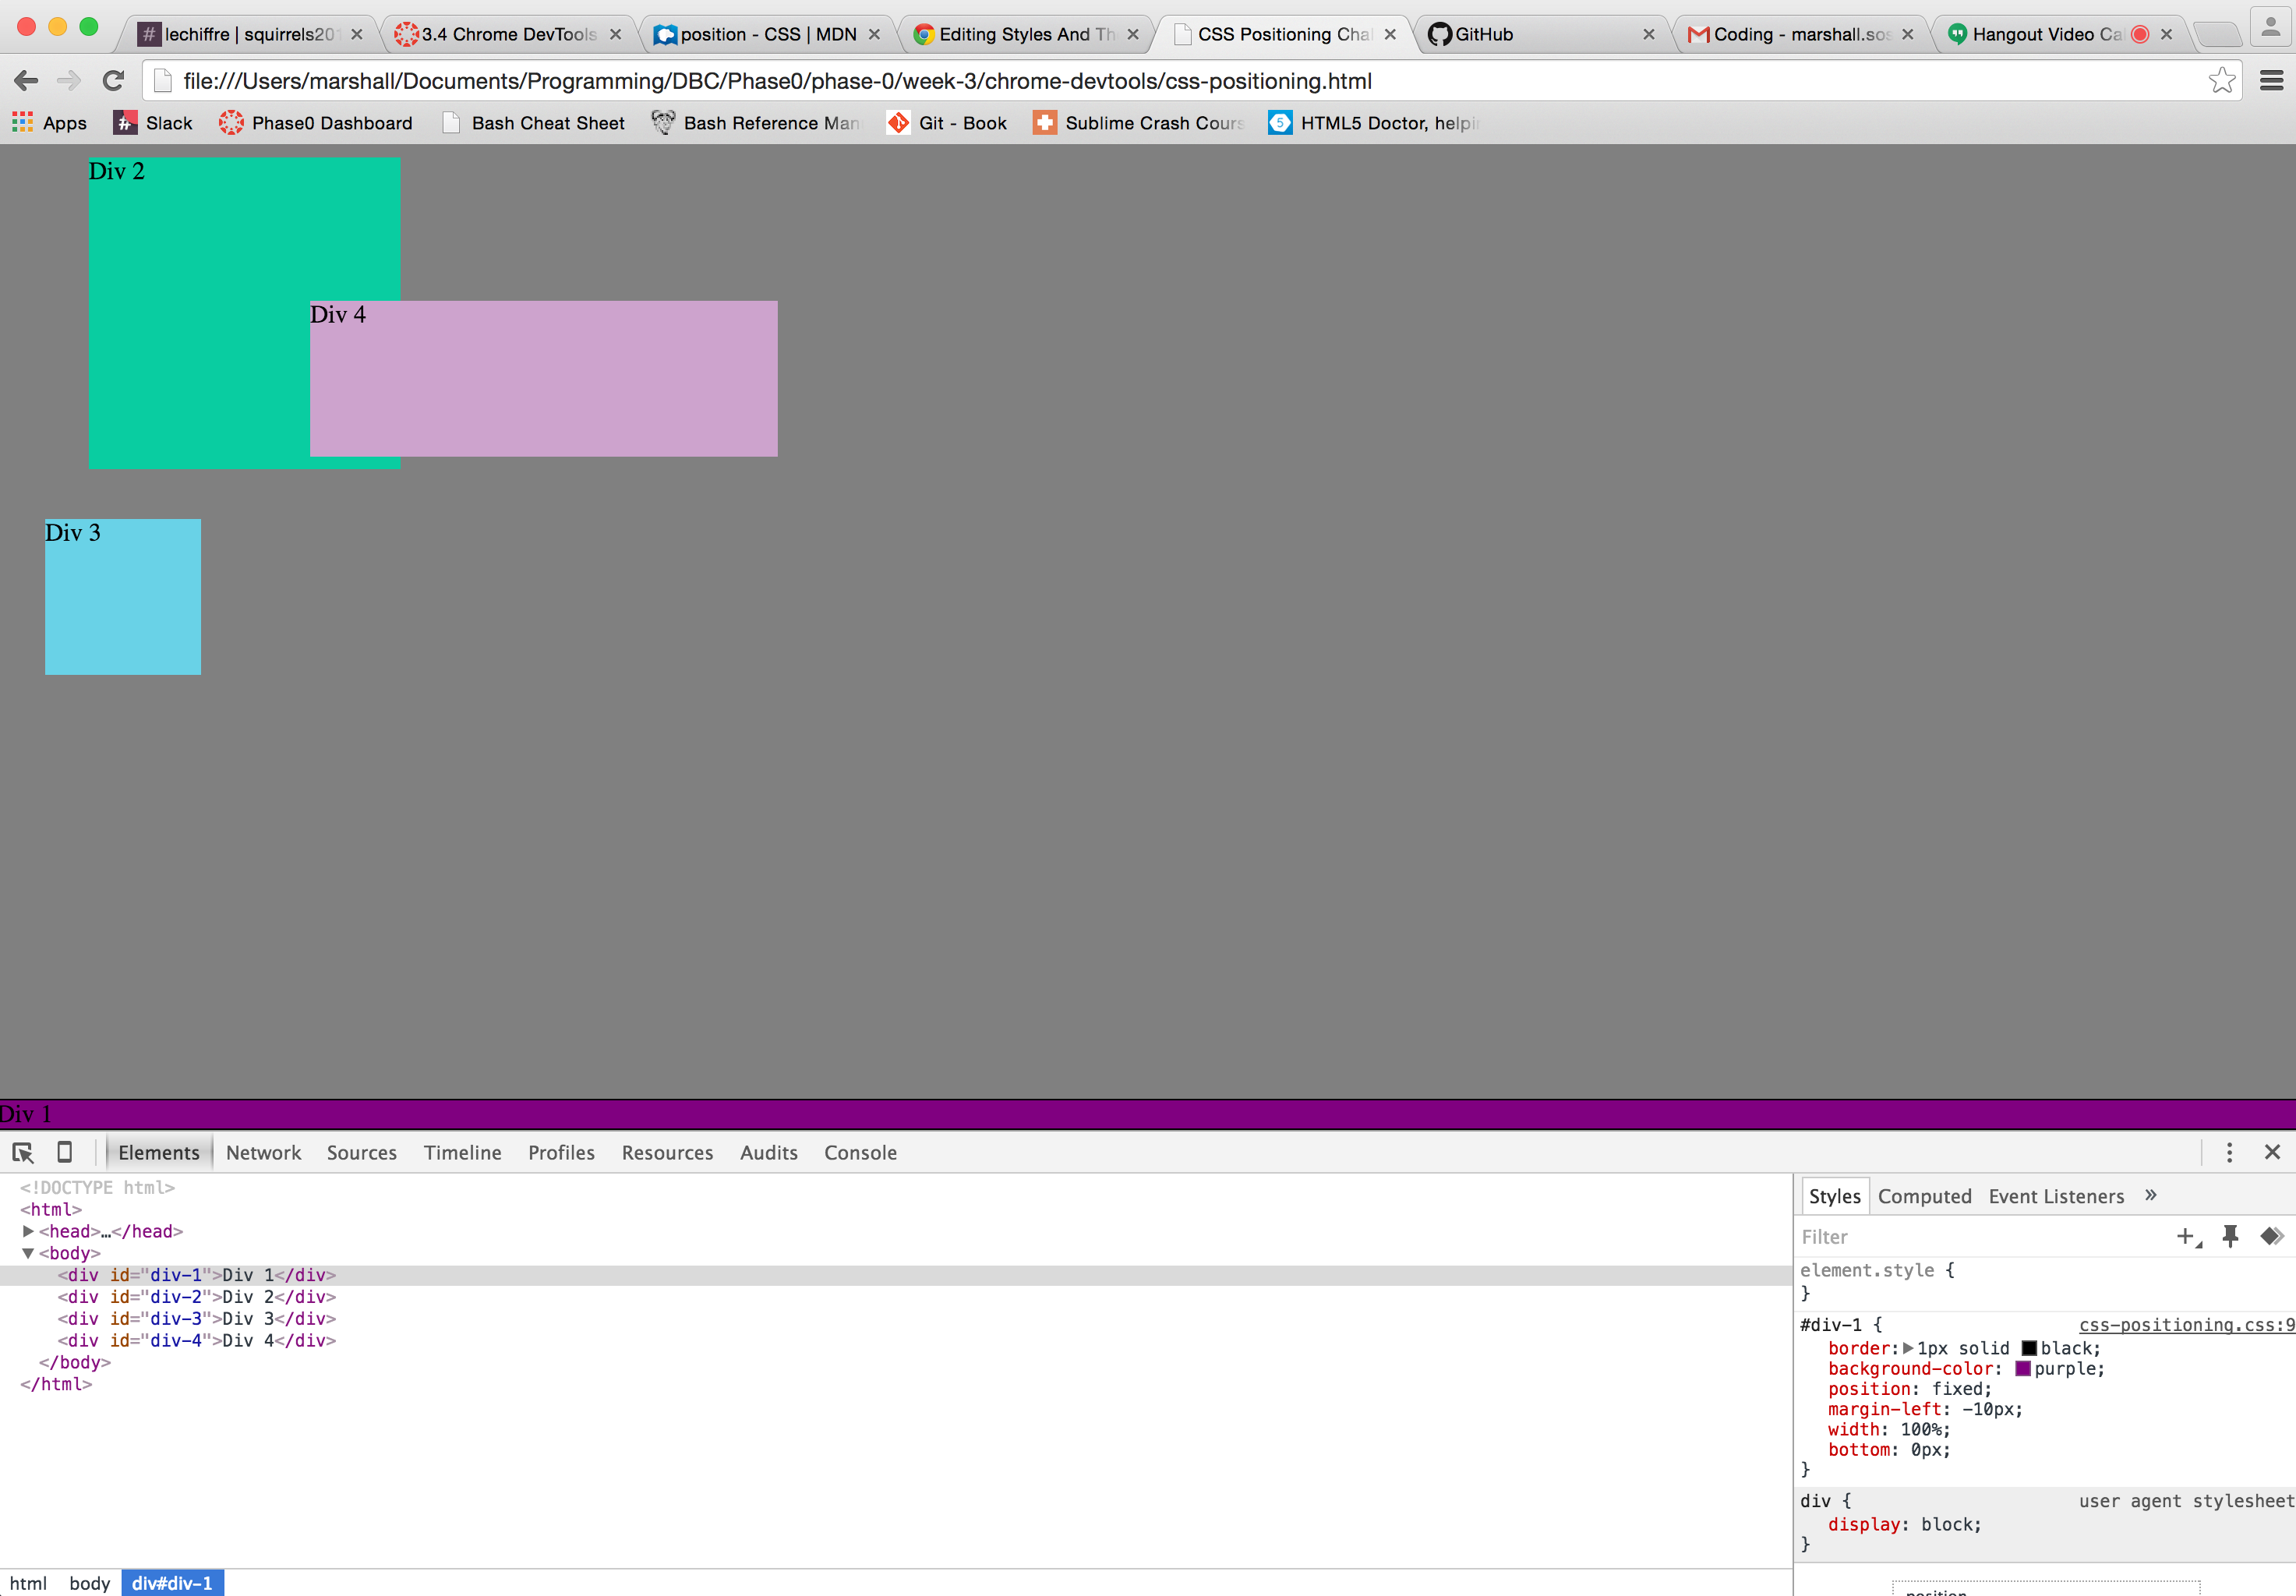 # lechiffre | squirrels201
3.4 Chrome DevTools
position - CSS | MDN
Editing Styles And Th
CSS Positioning Chal
GitHub
Coding - marshall.sos
Hangout Video Cal
file:///Users/marshall/Documents/Programming/DBC/Phase0/phase-0/week-3/chrome-devtools/css-positioning.html
Apps
Slack
Phase0 Dashboard
Bash Cheat Sheet
Bash Reference Man
Git - Book
Sublime Crash Cours
5 HTML5 Doctor, helpi
Div 2
Div 4
Div 3
Div 1
Elements Network Sources Timeline Profiles Resources Audits Console
<!DOCTYPE html>
<html>
<head>…</head>
<body>
<div id="div-1">Div 1</div>
<div id="div-2">Div 2</div>
<div id="div-3">Div 3</div>
<div id="div-4">Div 4</div>
</body>
</html>
html body div#div-1
Styles Computed Event Listeners »
Filter
element.style {
}
#div-1 { css-positioning.css:9
border: 1px solid black;
background-color: purple;
position: fixed;
margin-left: -10px;
width: 100%;
bottom: 0px;
}
div { user agent stylesheet
display: block;
}
position